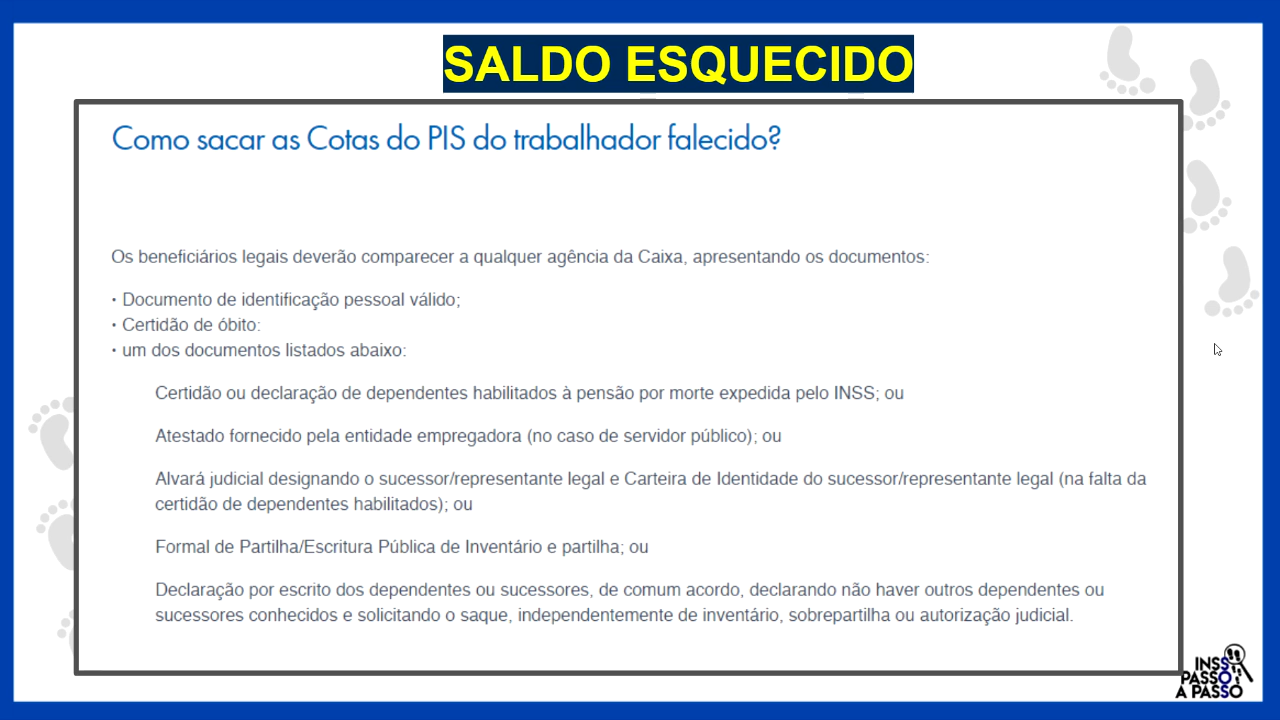 SALDO ESQUECIDO
Como sacar as Cotas do PIS do trabalhador falecido?
Os beneficiários legais deverão comparecer a qualquer agência da Caixa, apresentando os documentos:
• Documento de identificação pessoal válido;
• Certidão de óbito:
• um dos documentos listados abaixo:
Certidão ou declaração de dependentes habilitados à pensão por morte expedida pelo INSS; ou
Atestado fornecido pela entidade empregadora (no caso de servidor público); ou
Alvará judicial designando o sucessor/representante legal e Carteira de Identidade do sucessor/representante legal (na falta da
certidão de dependentes habilitados); ou
Formal de Partilha/Escritura Pública de Inventário e partilha; ou
Declaração por escrito dos dependentes ou sucessores, de comum acordo, declarando não haver outros dependentes ou
sucessores conhecidos e solicitando o saque, independentemente de inventário, sobrepartilha ou autorização judicial.
INSS
PASSO
A PASSO